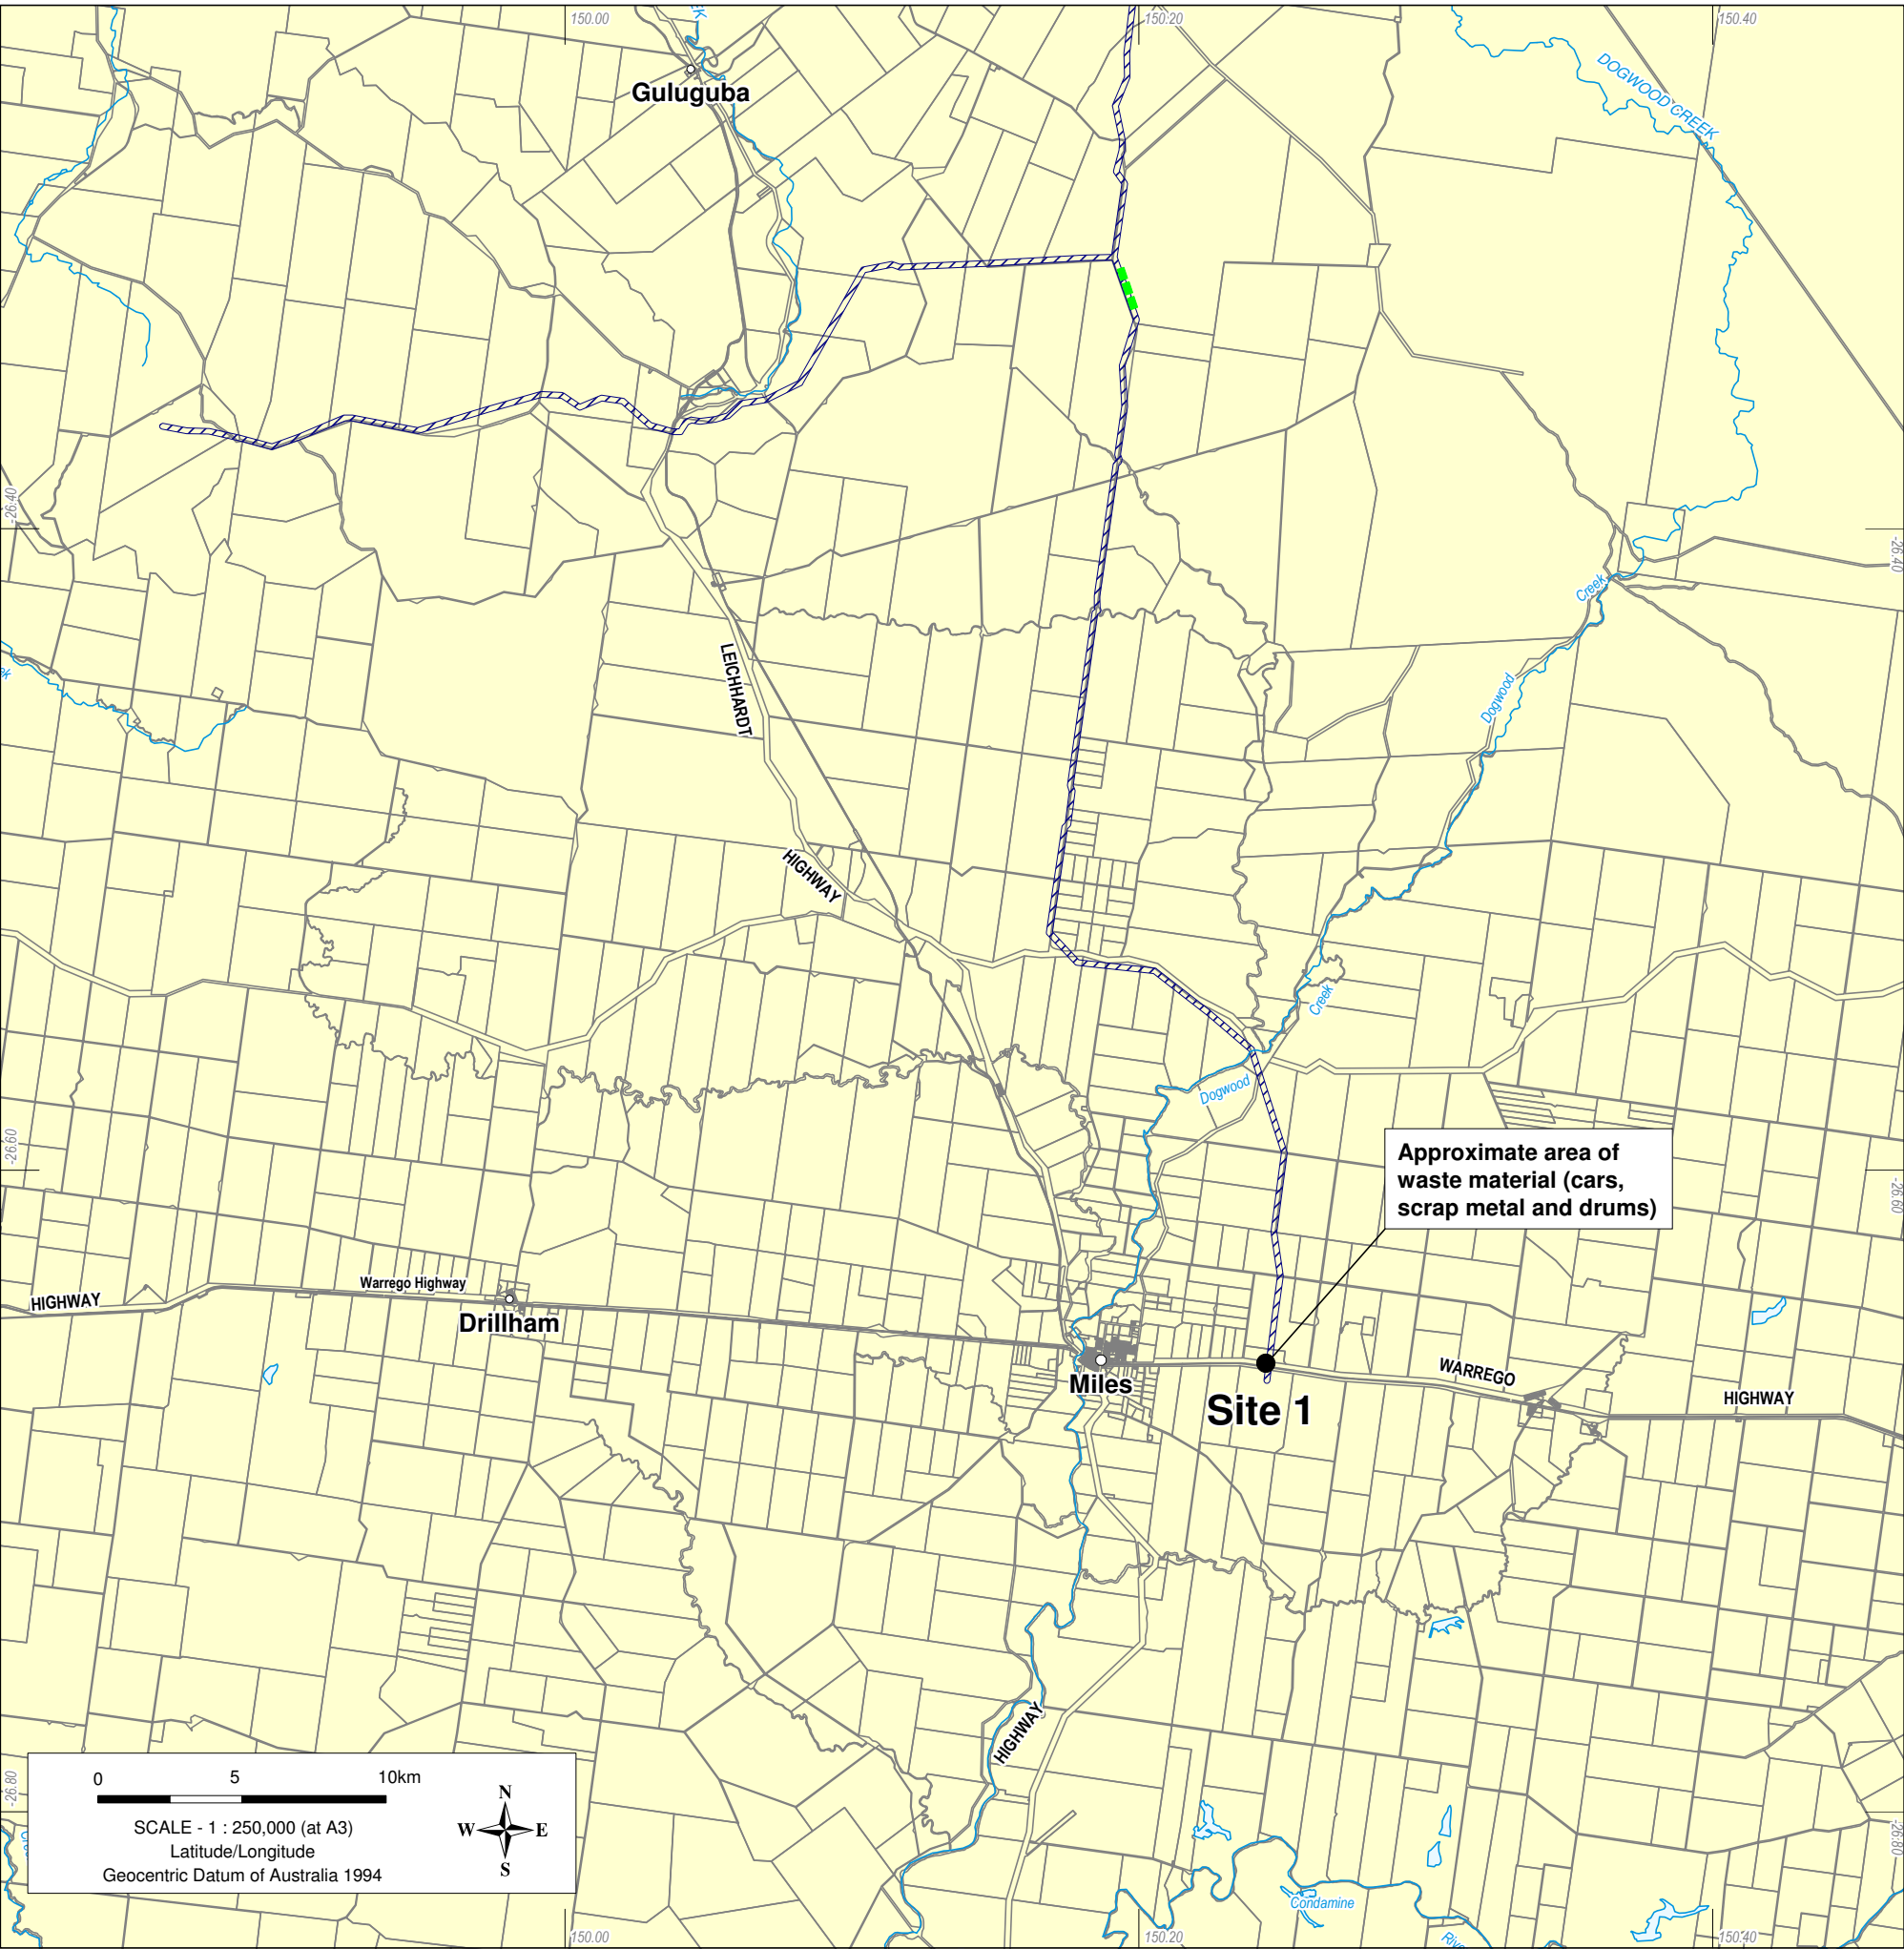 150.00
150.20
150.40
EK
Guluguba
DOGWOOD CREEK
-26.40
-26.40
Creek
LEICHHARDT
ek
Dogwood
HIGHWAY
Creek
Dogwood
-26.60
Approximate area of
waste material (cars,
scrap metal and drums)
-26.60
Warrego Highway
HIGHWAY
Drillham
Miles
WARREGO
Site 1
HIGHWAY
HIGHWAY
-26.80
0 5 10km
N
W E
S
SCALE - 1 : 250,000 (at A3)
Latitude/Longitude
Geocentric Datum of Australia 1994
-26.80
Condamine
150.00
150.20
150.40